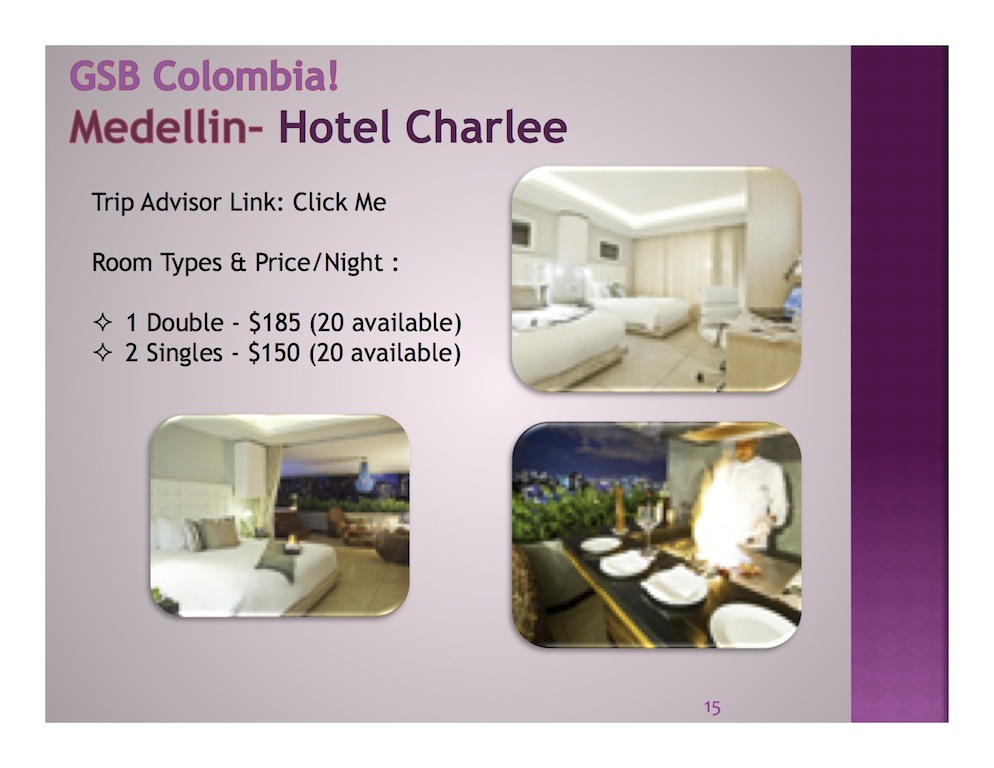 GSB Colombia!
Medellin- Hotel Charlee
Trip Advisor Link: Click Me
Room Types & Price/Night :
✧ 1 Double - $185 (20 available)
✧ 2 Singles - $150 (20 available)
15